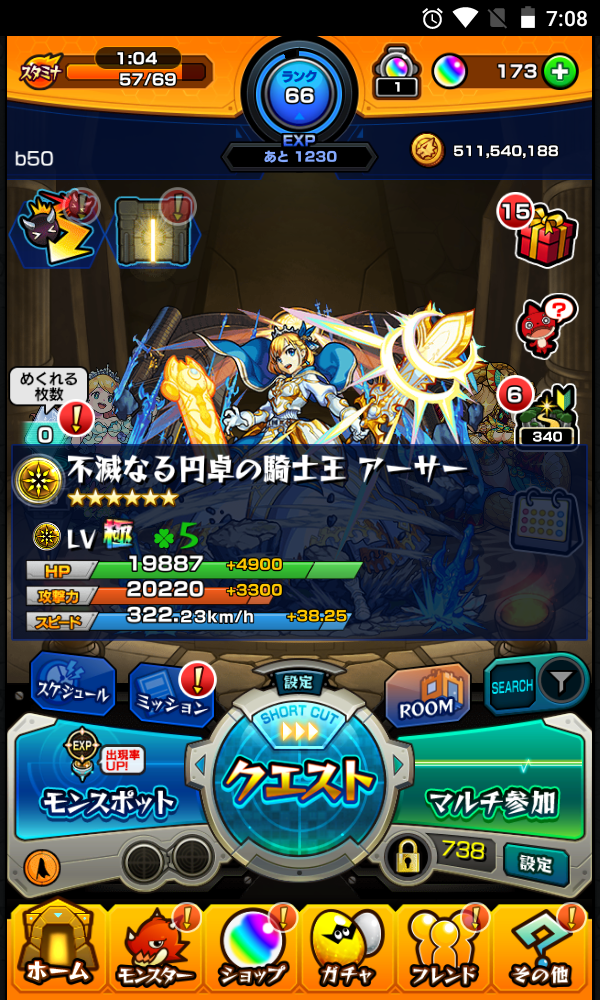 7:08
スタミナ
1:04
57/69
ランク
66
1
173
EXP
あと 1230
b50
511,540,188
15
?
めくれる
枚数
0
6
340
不滅なる円卓の騎士王 アーサー
LV 極 5
HP 19887 +4900
攻撃力 20220 +3300
スピード 322.23km/h +38.25
スケジュール
ミッション
設定
ROOM
SEARCH
SHORT CUT
EXP
出現率
UP!
モンスポット
クエスト
マルチ参加
738
設定
ホーム
モンスター
ショップ
ガチャ
フレンド
その他